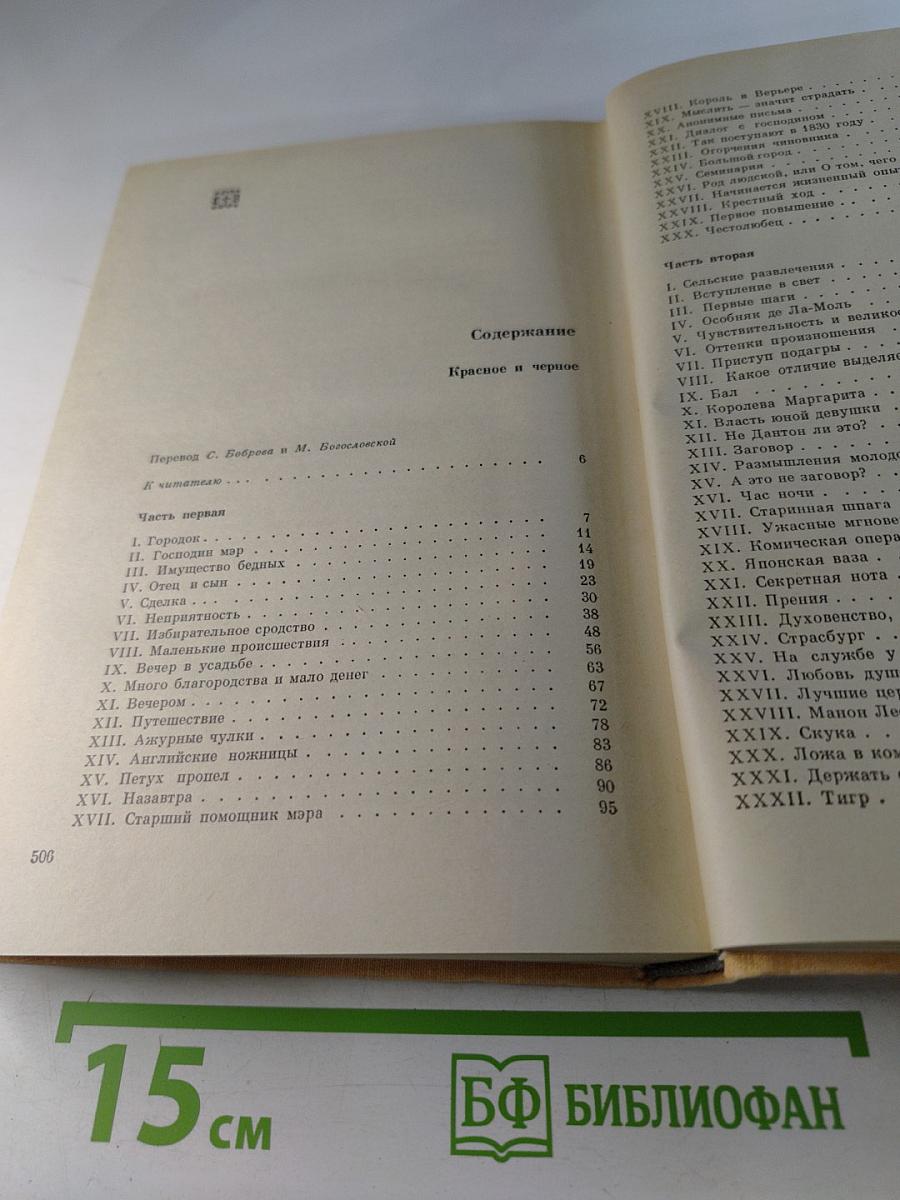 Содержание
Красное и черное
Перевод С. Боброва и М. Богословской
К читателю . . . . . . . . . . . . . . . . . . . . 6
Часть первая
I. Городок . . . . . . . . . . . . . . . . . . . . 7
II. Господин мэр . . . . . . . . . . . . . . . . . . 11
III. Имущество бедных . . . . . . . . . . . . . . . . 14
IV. Отец и сын . . . . . . . . . . . . . . . . . . . 19
V. Сделка . . . . . . . . . . . . . . . . . . . . . 23
VI. Неприятность . . . . . . . . . . . . . . . . . . 30
VII. Избирательное сродство . . . . . . . . . . . . . 38
VIII. Маленькие происшествия . . . . . . . . . . . . . 48
IX. Вечер в усадьбе . . . . . . . . . . . . . . . . . 56
X. Много благородства и мало денег . . . . . . . . . 63
XI. Вечером . . . . . . . . . . . . . . . . . . . . 67
XII. Путешествие . . . . . . . . . . . . . . . . . . 72
XIII. Ажурные чулки . . . . . . . . . . . . . . . . . 78
XIV. Английские ножницы . . . . . . . . . . . . . . . 83
XV. Петух пропел . . . . . . . . . . . . . . . . . . 86
XVI. Назавтра . . . . . . . . . . . . . . . . . . . 90
XVII. Старший помощник мэра . . . . . . . . . . . . . 95
506
XVIII. Король в Верьере . . . . .
XIX. Мыслить — значит страдать . . .
XX. Анонимные письма . . . . .
XXI. Диалог с господином . . . .
XXII. Так поступают в 1830 году . . .
XXIII. Огорчения чиновника . . . .
XXIV. Большой город . . . . .
XXV. Семинария . . . . .
XXVI. Род людской, или О том, чего
XXVII. Начинается жизненный опыт
XXVIII. Крестный ход . . . . .
XXIX. Первое повышение . . . .
XXX. Честолюбец . . . . .
Часть вторая
I. Сельские развлечения . . . .
II. Вступление в свет . . . .
III. Первые шаги . . . . .
IV. Особняк де Ла-Моль . . .
V. Чувствительность и великос
VI. Оттенки произношения . .
VII. Приступ подагры . . . .
VIII. Какое отличие выделяе
IX. Бал . . . . . . .
X. Королева Маргарита . .
XI. Власть юной девушки . .
XII. Не Дантон ли это? . . .
XIII. Заговор . . . . .
XIV. Размышления молодо
XV. А это не заговор? . .
XVI. Час ночи . . . .
XVII. Старинная шпага .
XVIII. Ужасные мгнове
XIX. Комическая опера
XX. Японская ваза . .
XXI. Секретная нота .
XXII. Прения . . . .
XXIII. Духовенство,
XXIV. Страсбург . .
XXV. На службе у
XXVI. Любовь душ
XXVII. Лучшие цер
XXVIII. Манон Лес
XXIX. Скука . .
XXX. Ложа в ком
XXXI. Держать
XXXII. Тигр .
15 см
БФ БИБЛИОФАН